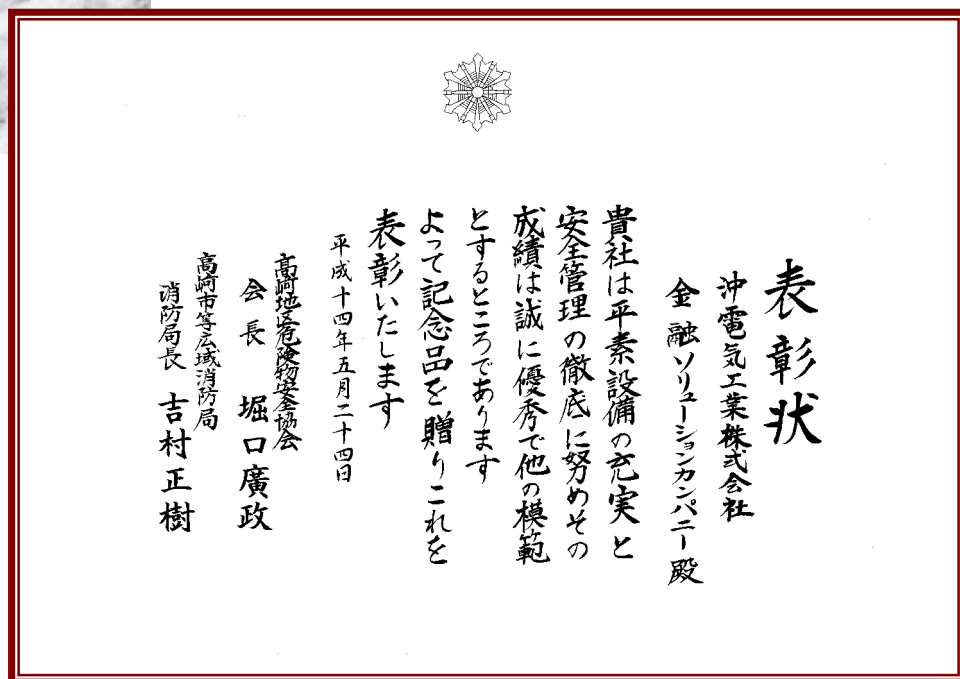 表彰状
沖電気工業株式会社
金融ソリューションカンパニー殿
貴社は平素設備の充実と
安全管理の徹底に努めその
成績は誠に優秀で他の模範
とするところであります
よって記念品を贈りこれを
表彰いたします
平成十四年五月二十四日
高崎地区危険物安全協会
会長 堀口廣政
高崎市等広域消防局
消防局長 吉村正樹